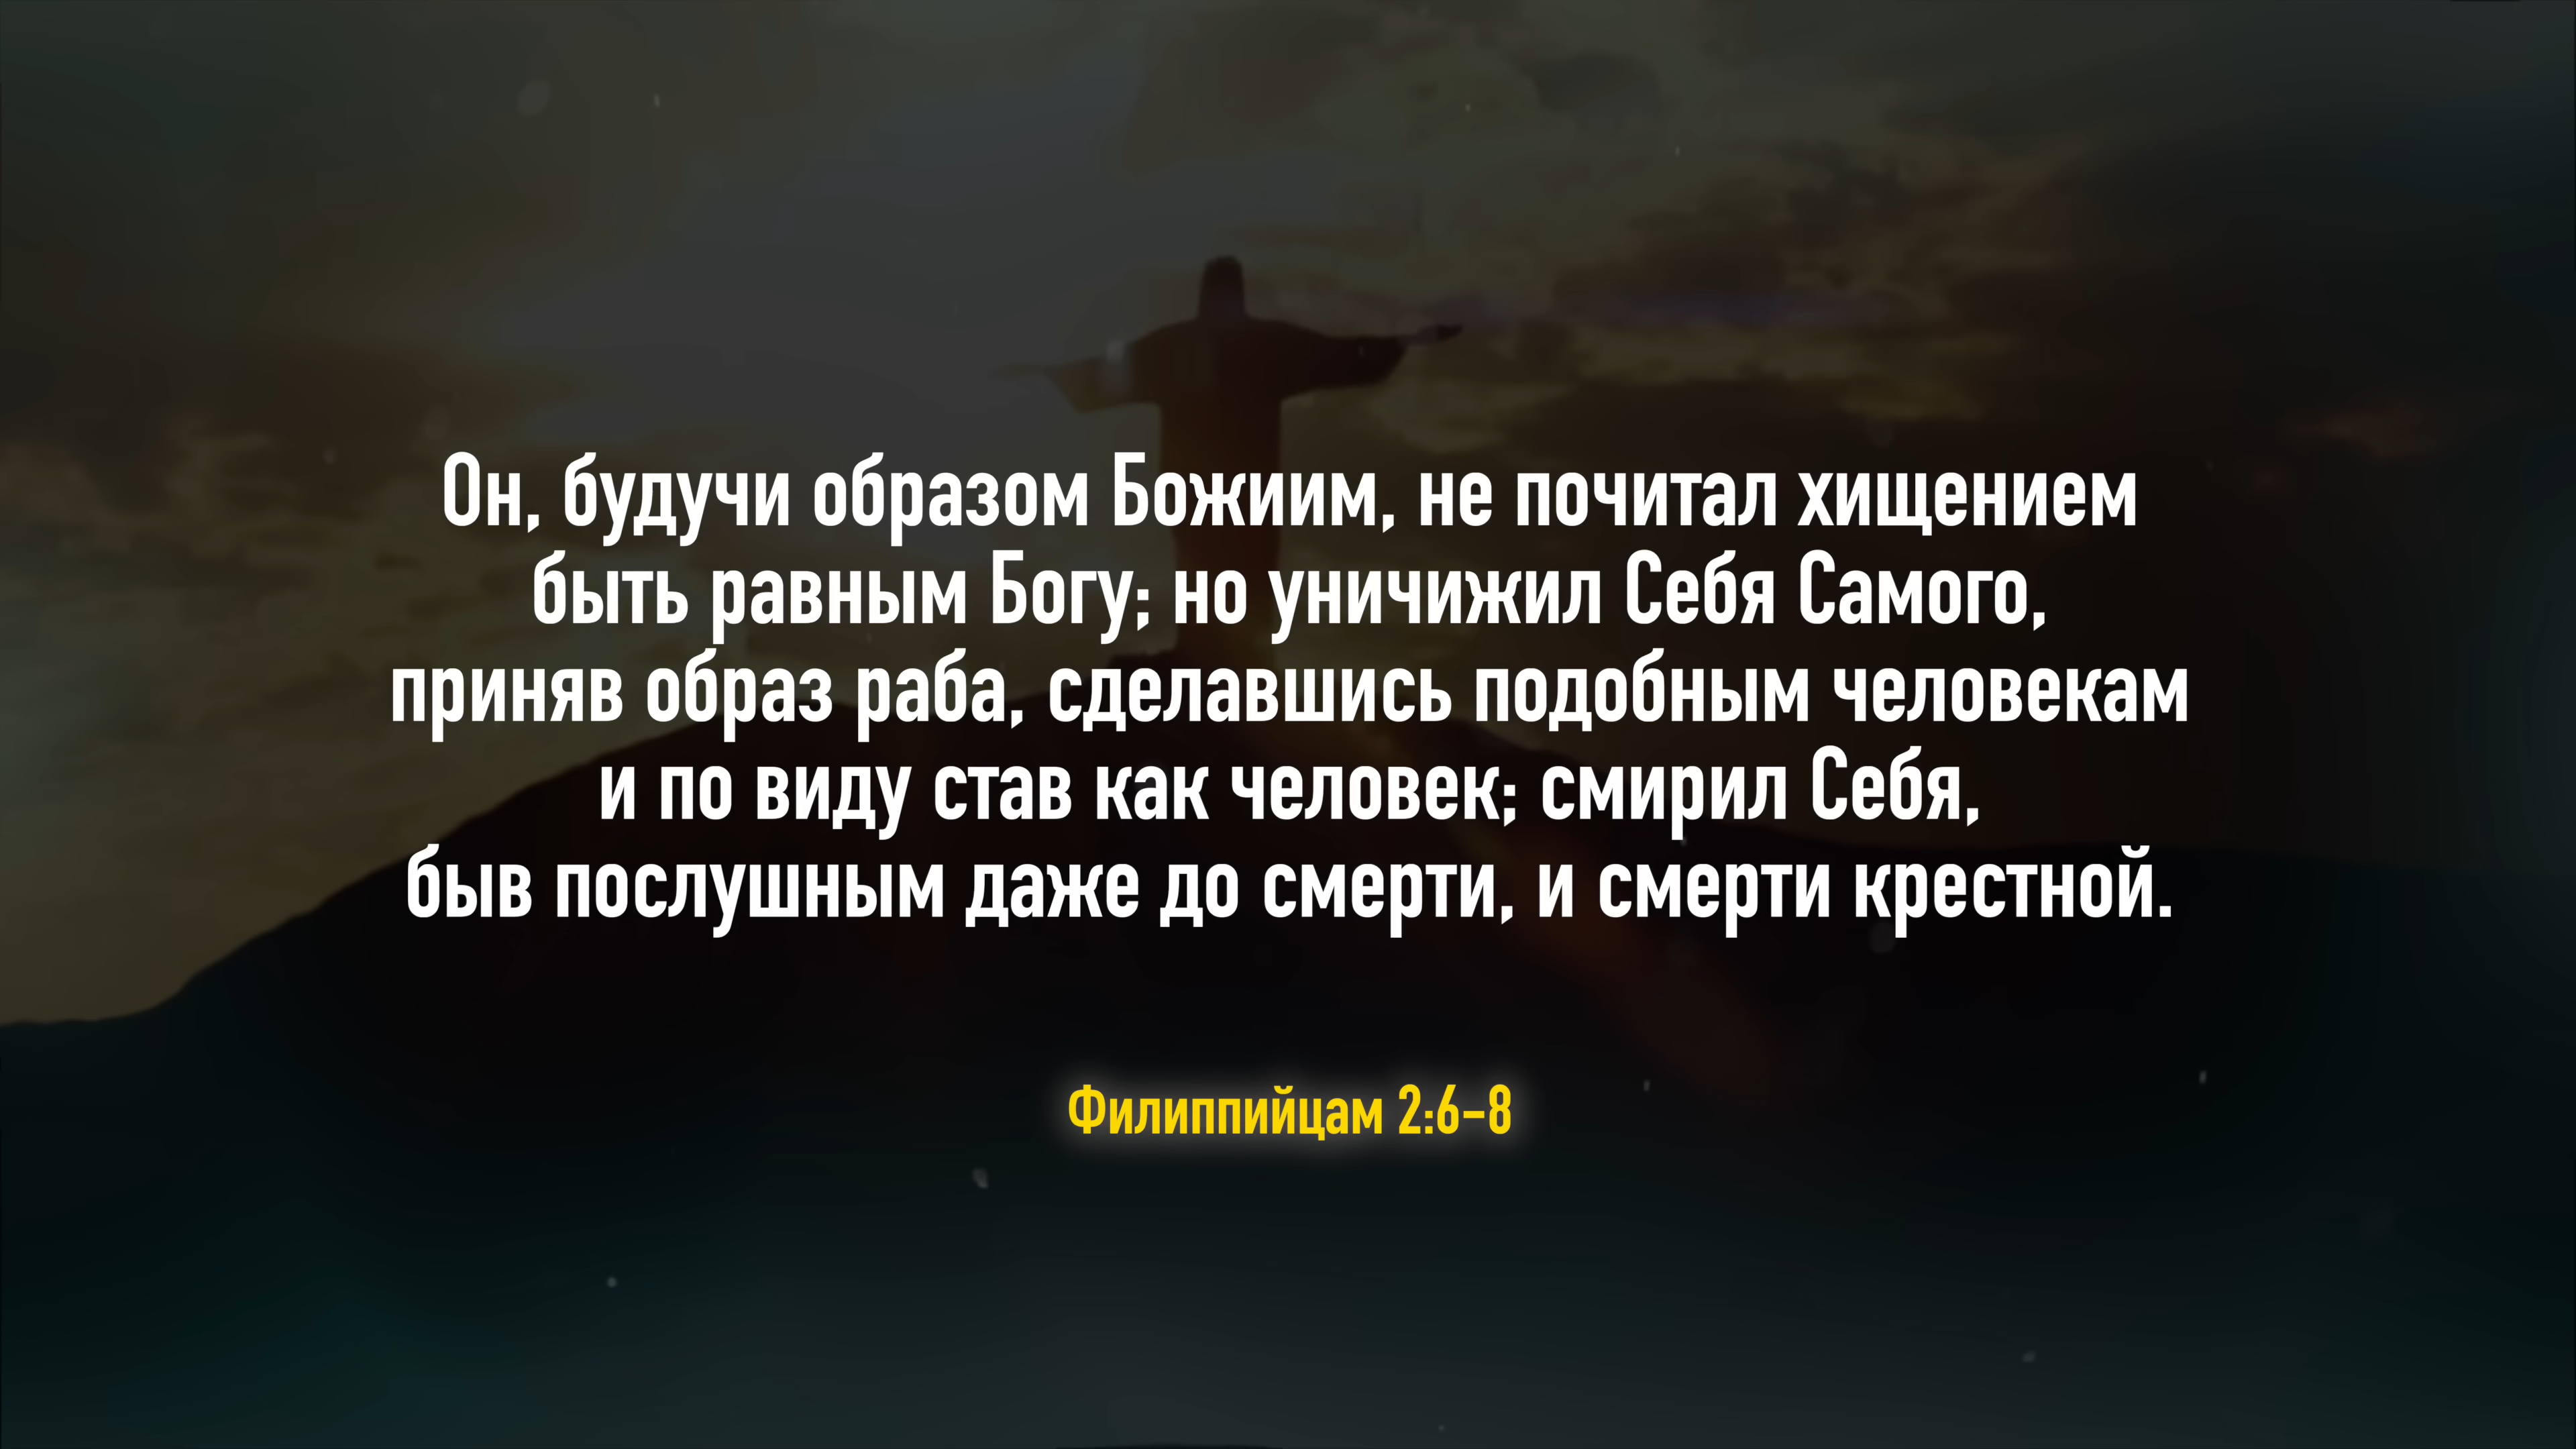 Он, будучи образом Божиим, не почитал хищением
быть равным Богу; но уничижил Себя Самого,
приняв образ раба, сделавшись подобным человекам
и по виду став как человек; смирил Себя,
быв послушным даже до смерти, и смерти крестной.
Филиппийцам 2:6–8